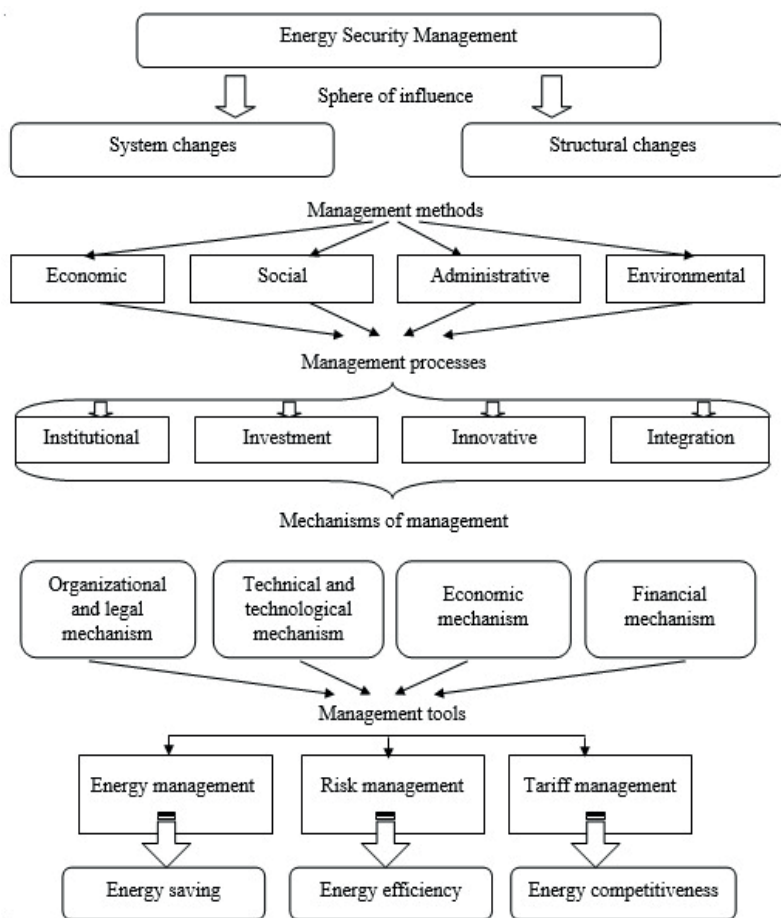 Energy Security Management
Sphere of influence
System changes
Structural changes
Management methods
Economic
Social
Administrative
Environmental
Management processes
Institutional
Investment
Innovative
Integration
Mechanisms of management
Organizational
and legal
mechanism
Technical and
technological
mechanism
Economic
mechanism
Financial
mechanism
Management tools
Energy management
Risk management
Tariff management
Energy saving
Energy efficiency
Energy competitiveness